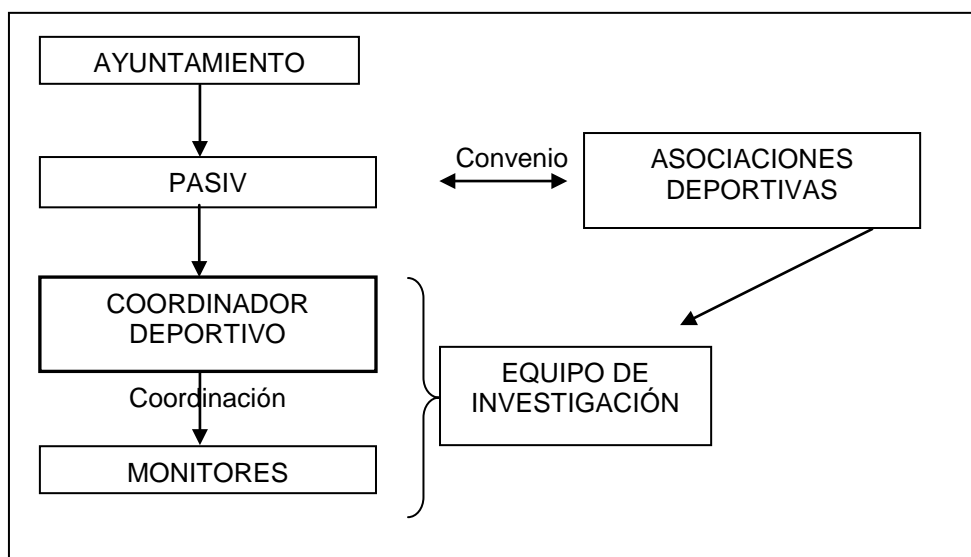 AYUNTAMIENTO
PASIV
Convenio
ASOCIACIONES
DEPORTIVAS
COORDINADOR
DEPORTIVO
Coordinación
EQUIPO DE
INVESTIGACIÓN
MONITORES